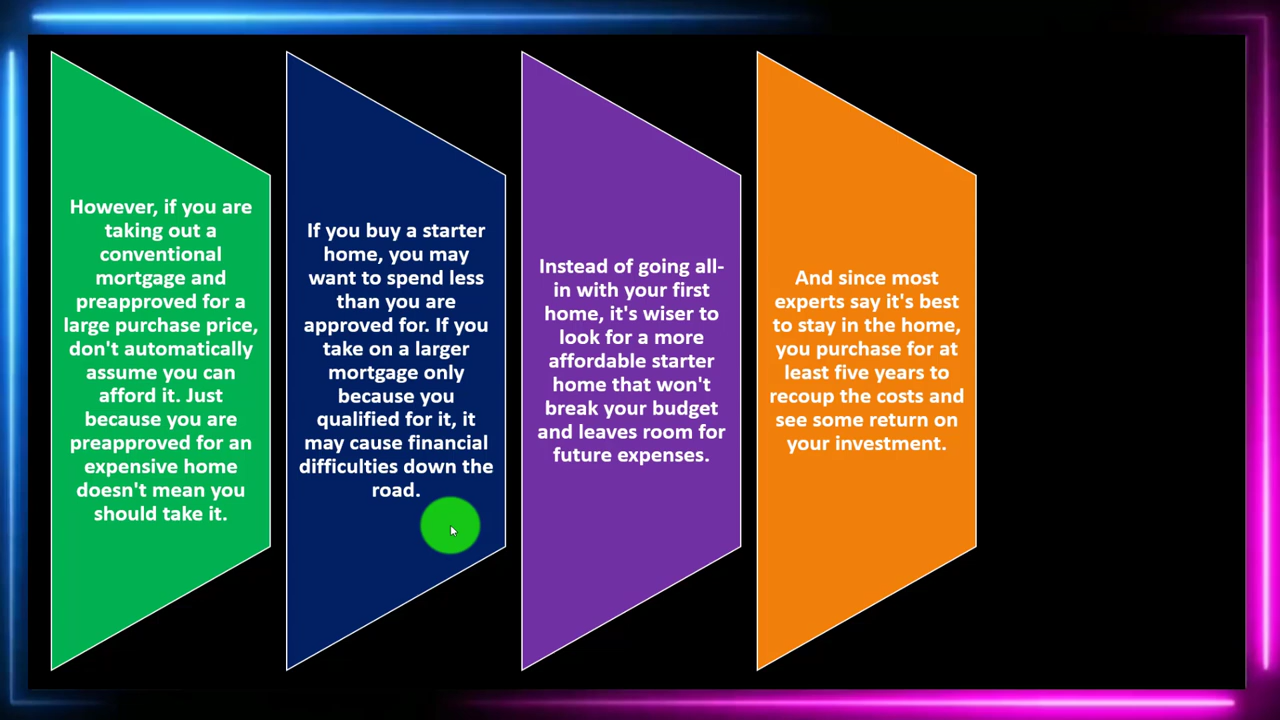 However, if you are
taking out a
conventional
mortgage and
preapproved for a
large purchase price,
don't automatically
assume you can
afford it. Just
because you are
preapproved for an
expensive home
doesn't mean you
should take it.
If you buy a starter
home, you may
want to spend less
than you are
approved for. If you
take on a larger
mortgage only
because you
qualified for it, it
may cause financial
difficulties down the
road.
Instead of going all-
in with your first
home, it's wiser to
look for a more
affordable starter
home that won't
break your budget
and leaves room for
future expenses.
And since most
experts say it's best
to stay in the home,
you purchase for at
least five years to
recoup the costs and
see some return on
your investment.